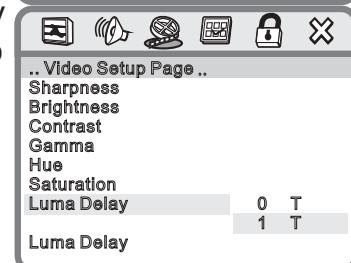 .. Video Setup Page ..
Sharpness
Brightness
Contrast
Gamma
Hue
Saturation
Luma Delay 0 T
1 T
Luma Delay